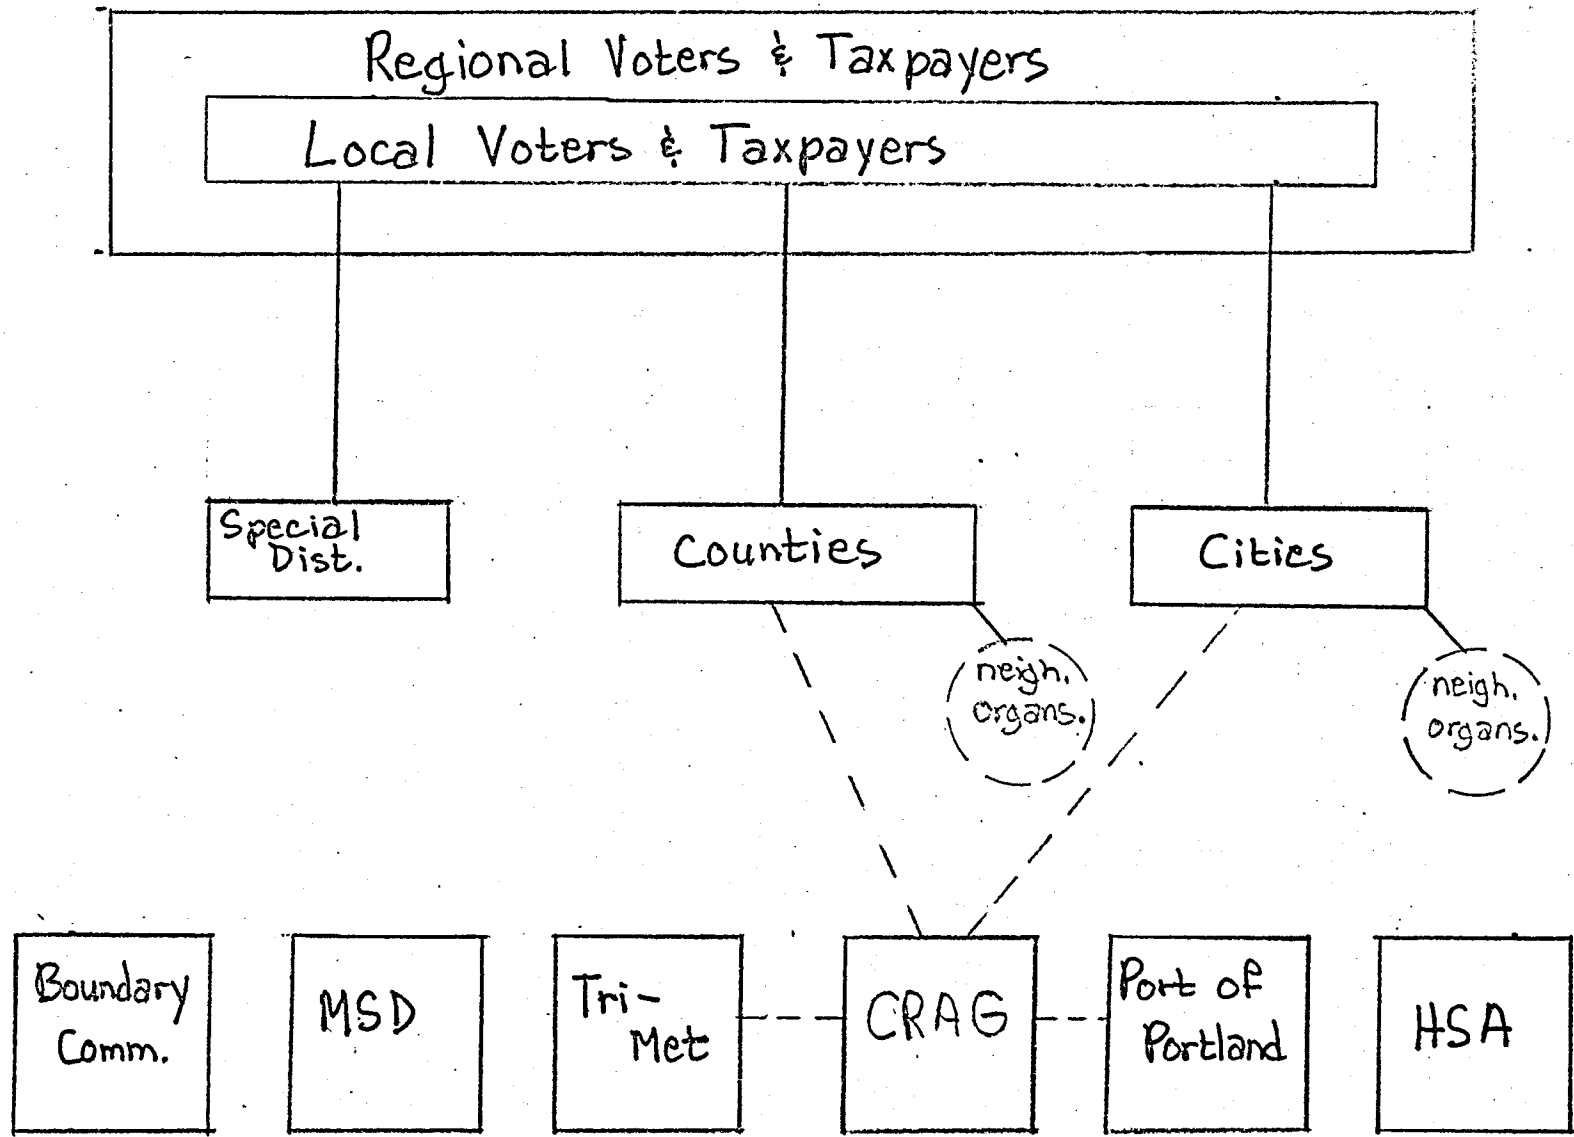 Regional Voters & Taxpayers
Local Voters & Taxpayers
Special
Dist.
Counties
Cities
neigh.
organs.
neigh.
organs.
Boundary
Comm.
MSD
Tri-
Met
CRAG
Port of
Portland
HSA